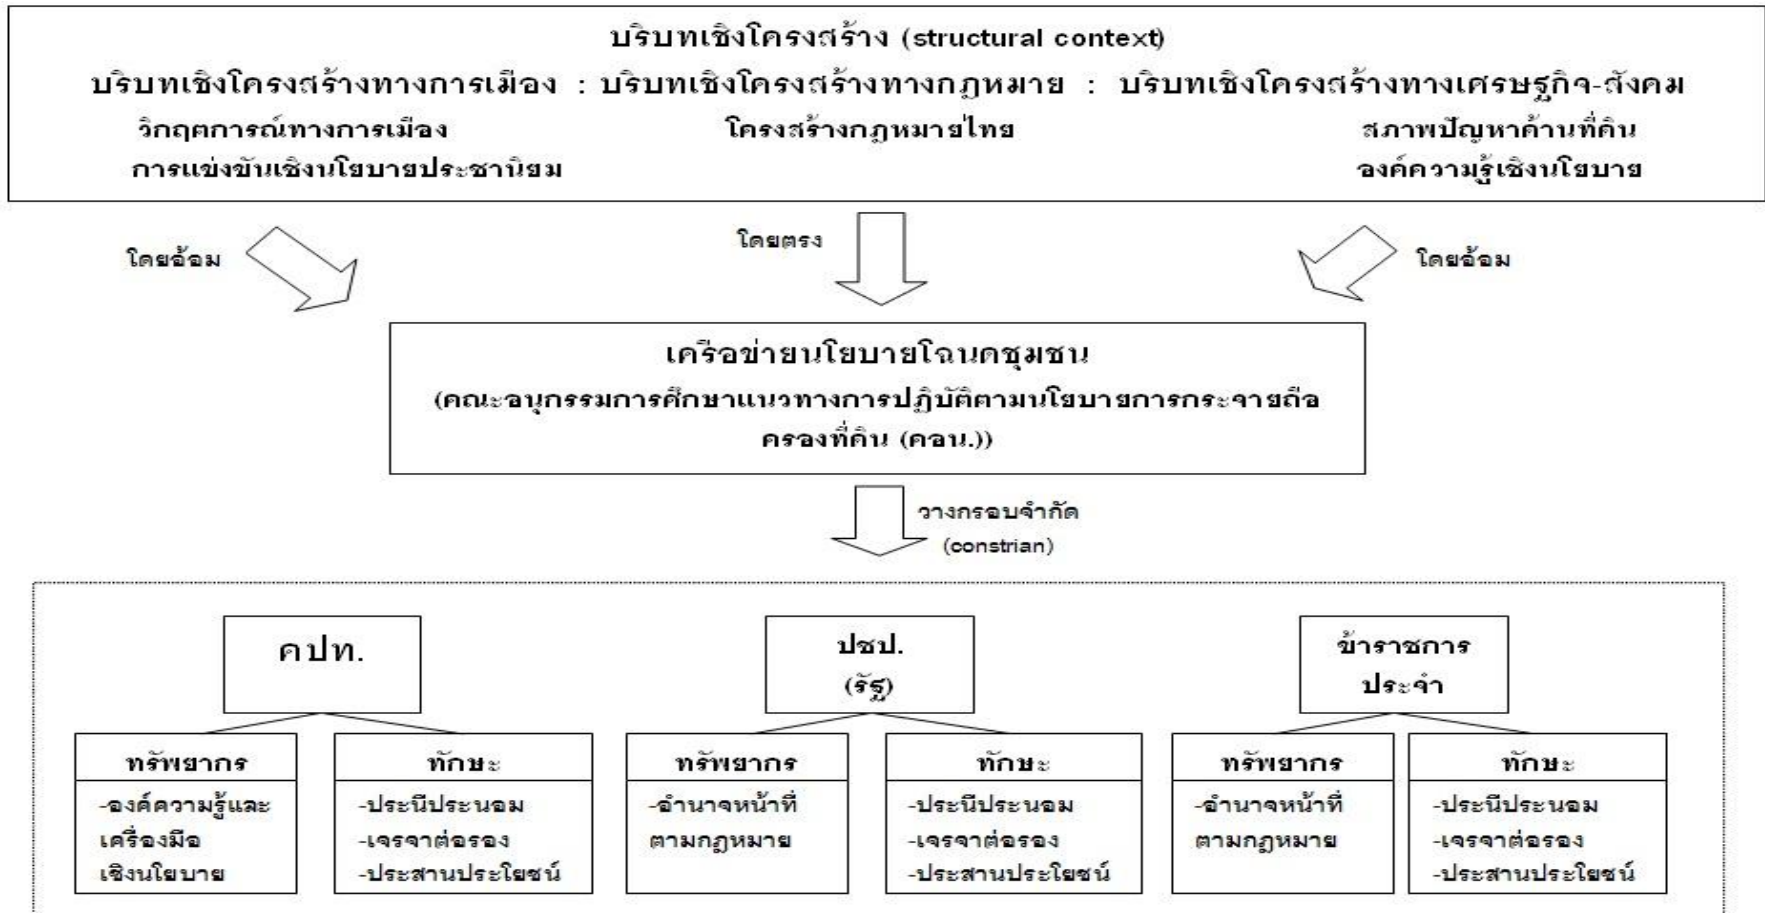 บริบทเชิงโครงสร้าง (structural context)
บริบทเชิงโครงสร้างทางการเมือง : บริบทเชิงโครงสร้างทางกฎหมาย : บริบทเชิงโครงสร้างทางเศรษฐกิจ-สังคม
วิกฤตการณ์ทางการเมือง โครงสร้างกฎหมายไทย สภาพปัญหาด้านที่ดิน
การแข่งขันเชิงนโยบายประชานิยม องค์ความรู้เชิงนโยบาย
โดยอ้อม โดยตรง โดยอ้อม
เครือข่ายนโยบายโฉนดชุมชน
(คณะอนุกรรมการศึกษาแนวทางการปฏิบัติตามนโยบายการกระจายถือ
ครองที่ดิน (คอน.))
วางกรอบจำกัด
(constrian)
คปท.
ปชป.
(รัฐ)
ข้าราชการ
ประจำ
ทรัพยากร
-องค์ความรู้และ
เครื่องมือ
เชิงนโยบาย
ทักษะ
-ประนีประนอม
-เจรจาต่อรอง
-ประสานประโยชน์
ทรัพยากร
-อำนาจหน้าที่
ตามกฎหมาย
ทักษะ
-ประนีประนอม
-เจรจาต่อรอง
-ประสานประโยชน์
ทรัพยากร
-อำนาจหน้าที่
ตามกฎหมาย
ทักษะ
-ประนีประนอม
-เจรจาต่อรอง
-ประสานประโยชน์